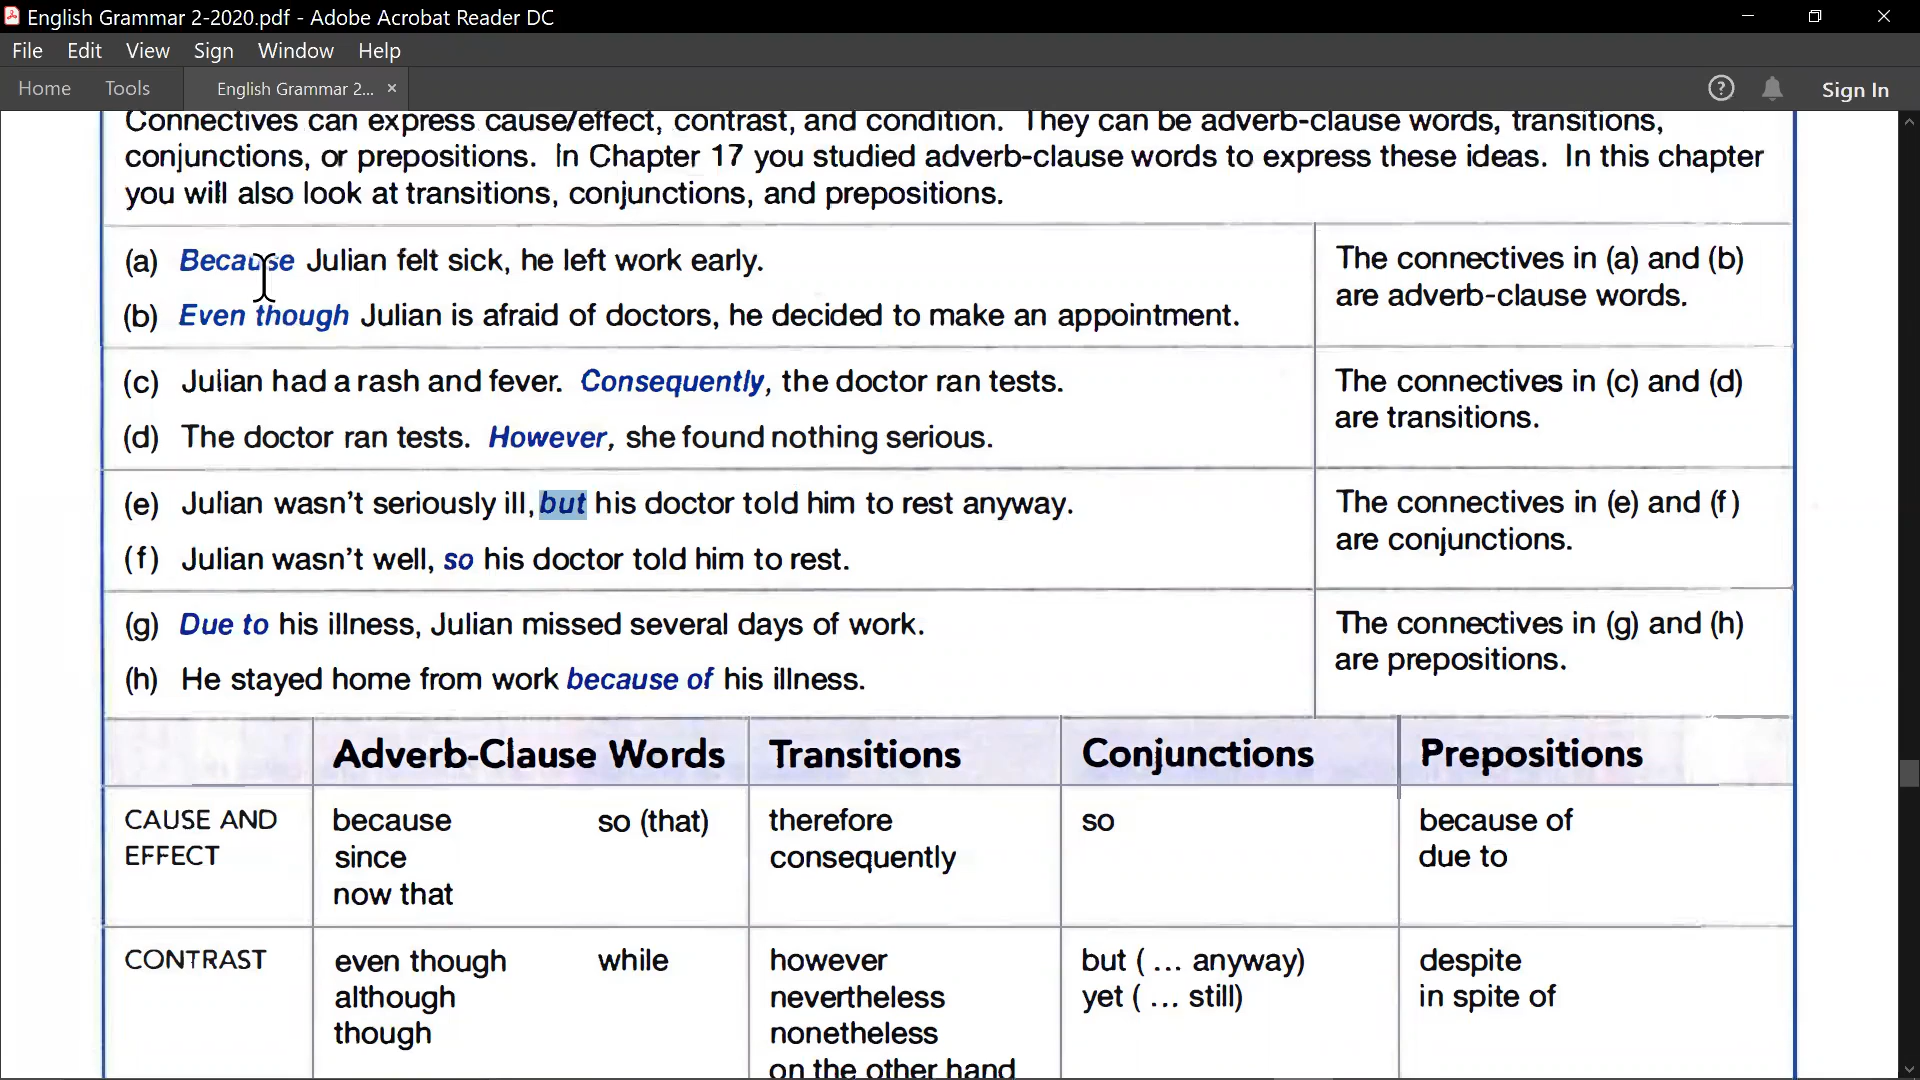 English Grammar 2-2020.pdf - Adobe Acrobat Reader DC
File Edit View Sign Window Help
Home Tools English Grammar 2... × Sign In
Connectives can express cause/effect, contrast, and condition. They can be adverb-clause words, transitions,
conjunctions, or prepositions. In Chapter 17 you studied adverb-clause words to express these ideas. In this chapter
you will also look at transitions, conjunctions, and prepositions.
(a) Because Julian felt sick, he left work early.
(b) Even though Julian is afraid of doctors, he decided to make an appointment.
The connectives in (a) and (b)
are adverb-clause words.
(c) Julian had a rash and fever. Consequently, the doctor ran tests.
(d) The doctor ran tests. However, she found nothing serious.
The connectives in (c) and (d)
are transitions.
(e) Julian wasn't seriously ill, but his doctor told him to rest anyway.
(f) Julian wasn't well, so his doctor told him to rest.
The connectives in (e) and (f)
are conjunctions.
(g) Due to his illness, Julian missed several days of work.
(h) He stayed home from work because of his illness.
The connectives in (g) and (h)
are prepositions.
Adverb-Clause Words Transitions Conjunctions Prepositions
CAUSE AND
EFFECT
because so (that)
since
now that
therefore
consequently
so
because of
due to
CONTRAST
even though while
although
though
however
nevertheless
nonetheless
on the other hand
but ( ... anyway)
yet ( ... still)
despite
in spite of